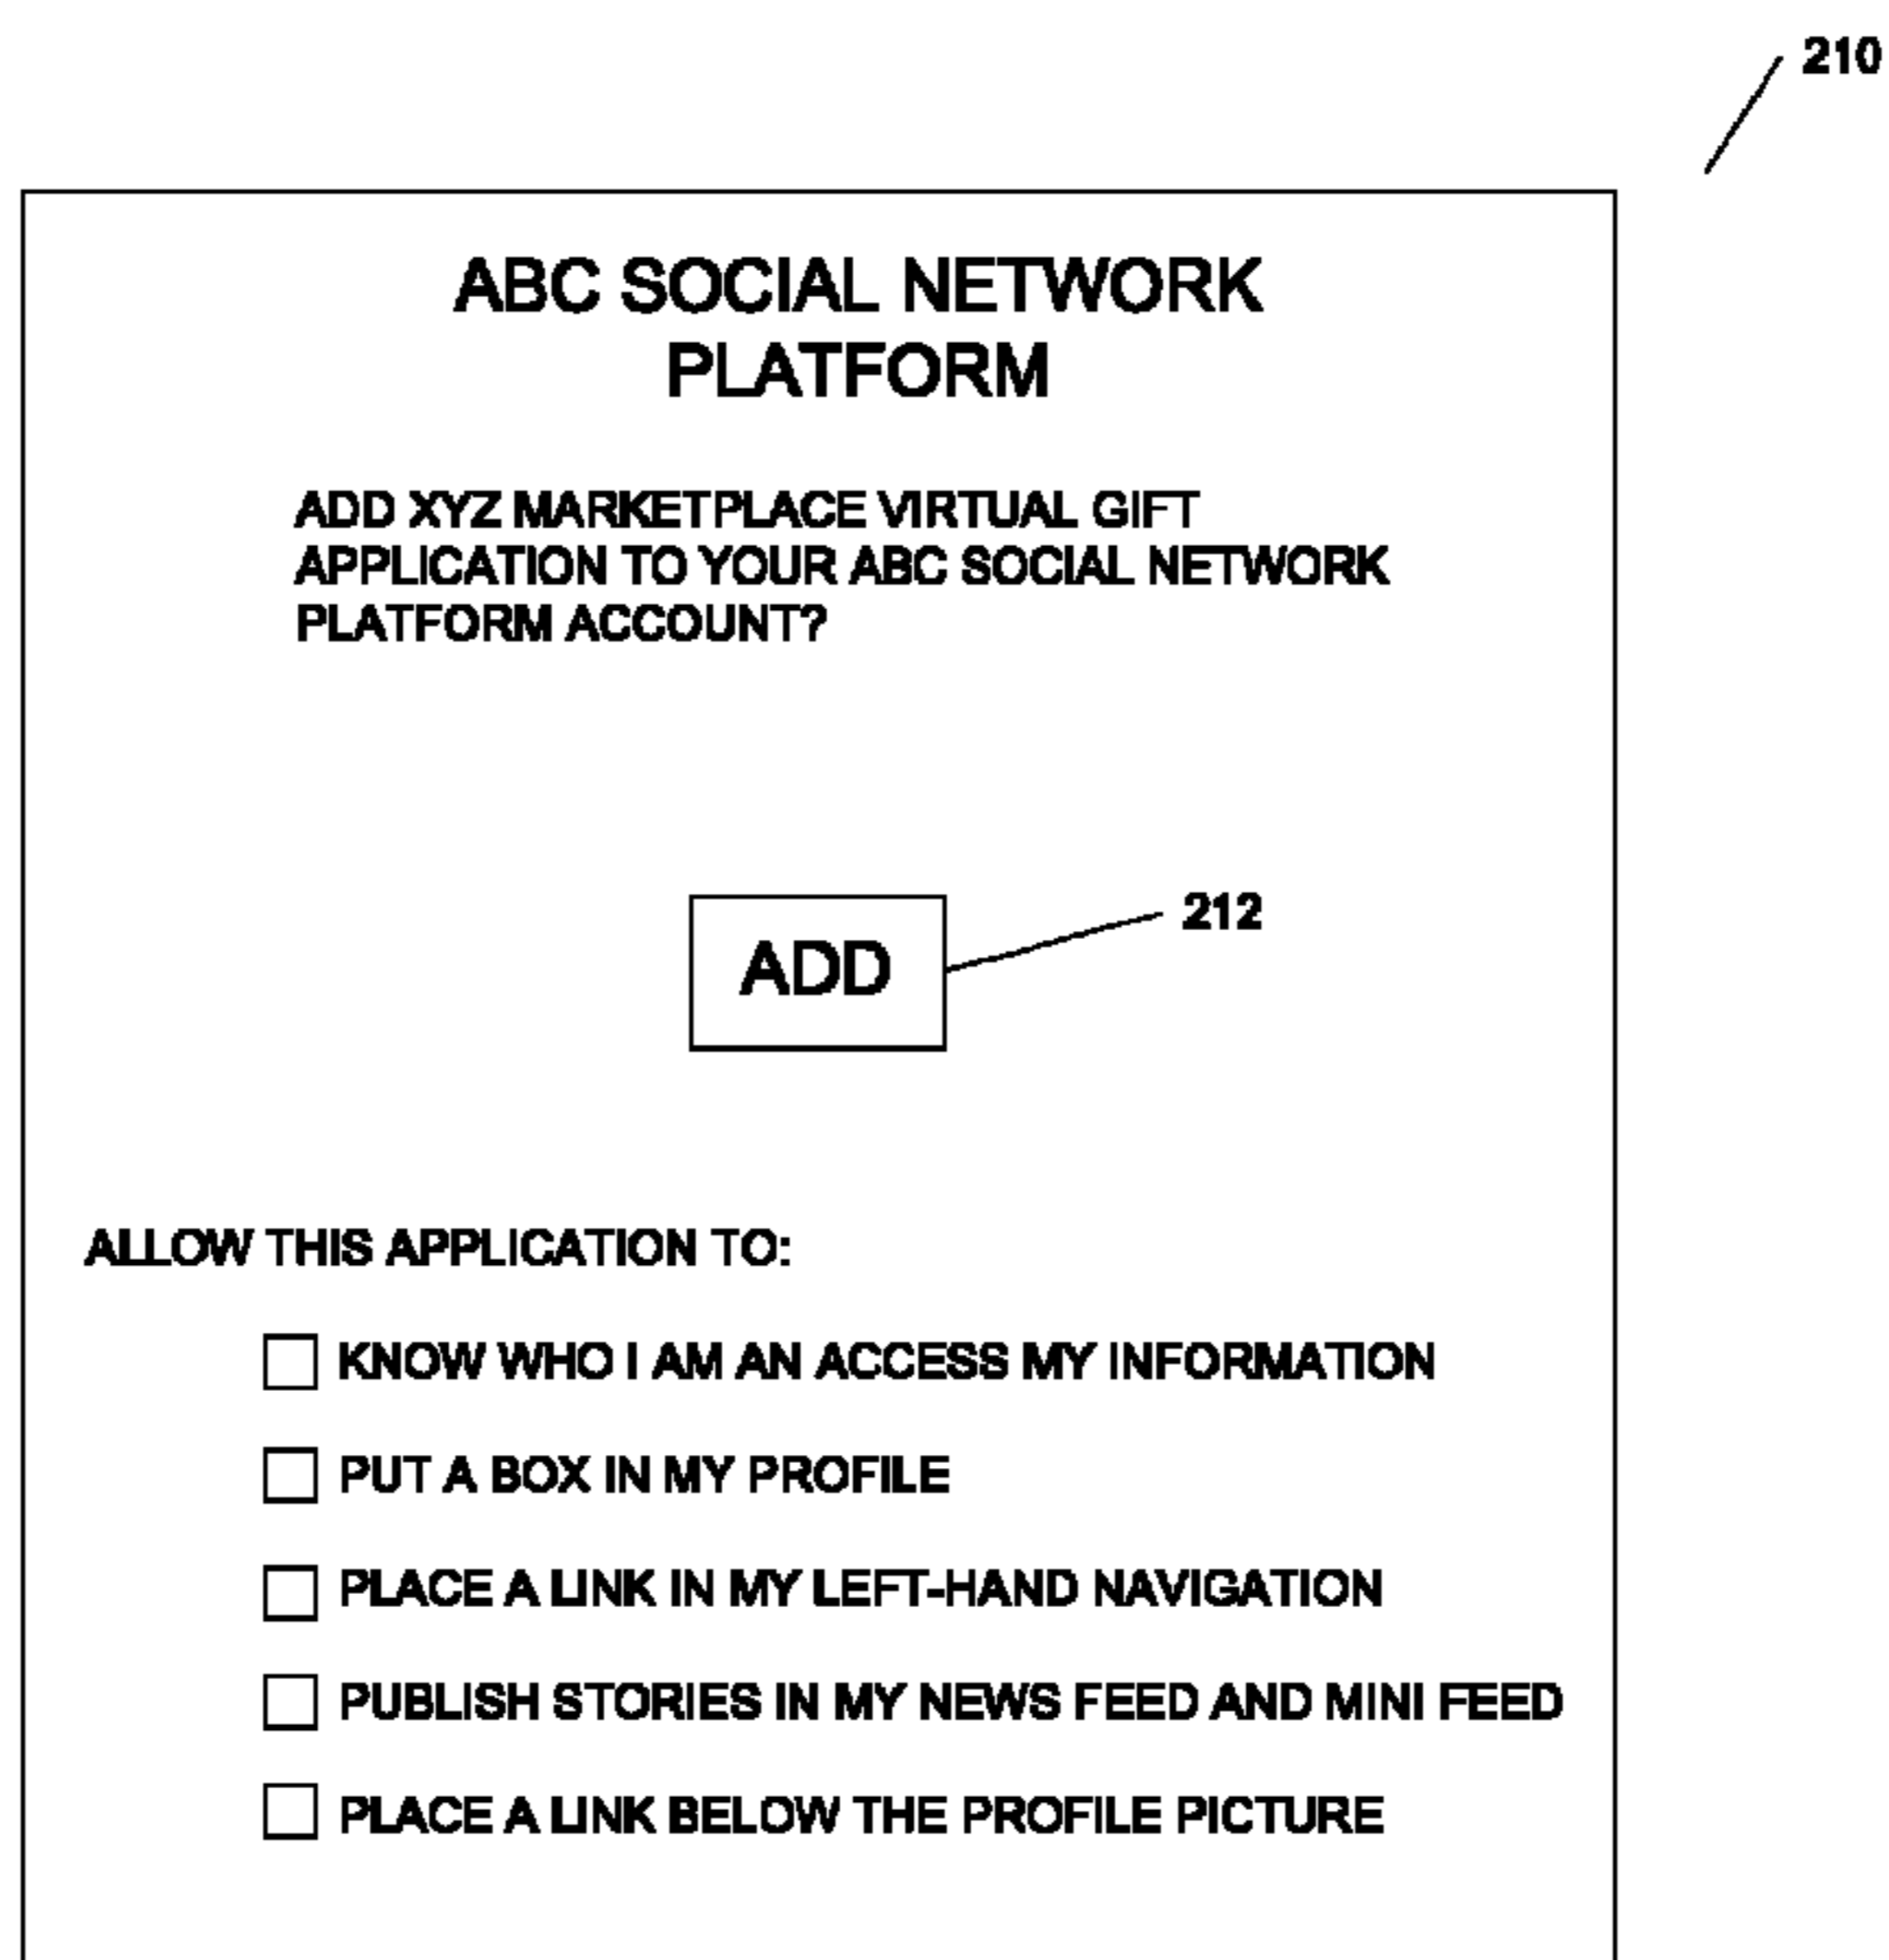 210
ABC SOCIAL NETWORK
PLATFORM
ADD XYZ MARKETPLACE VIRTUAL GIFT
APPLICATION TO YOUR ABC SOCIAL NETWORK
PLATFORM ACCOUNT?
ADD
212
ALLOW THIS APPLICATION TO:
KNOW WHO I AM AN ACCESS MY INFORMATION
PUT A BOX IN MY PROFILE
PLACE A LINK IN MY LEFT-HAND NAVIGATION
PUBLISH STORIES IN MY NEWS FEED AND MINI FEED
PLACE A LINK BELOW THE PROFILE PICTURE